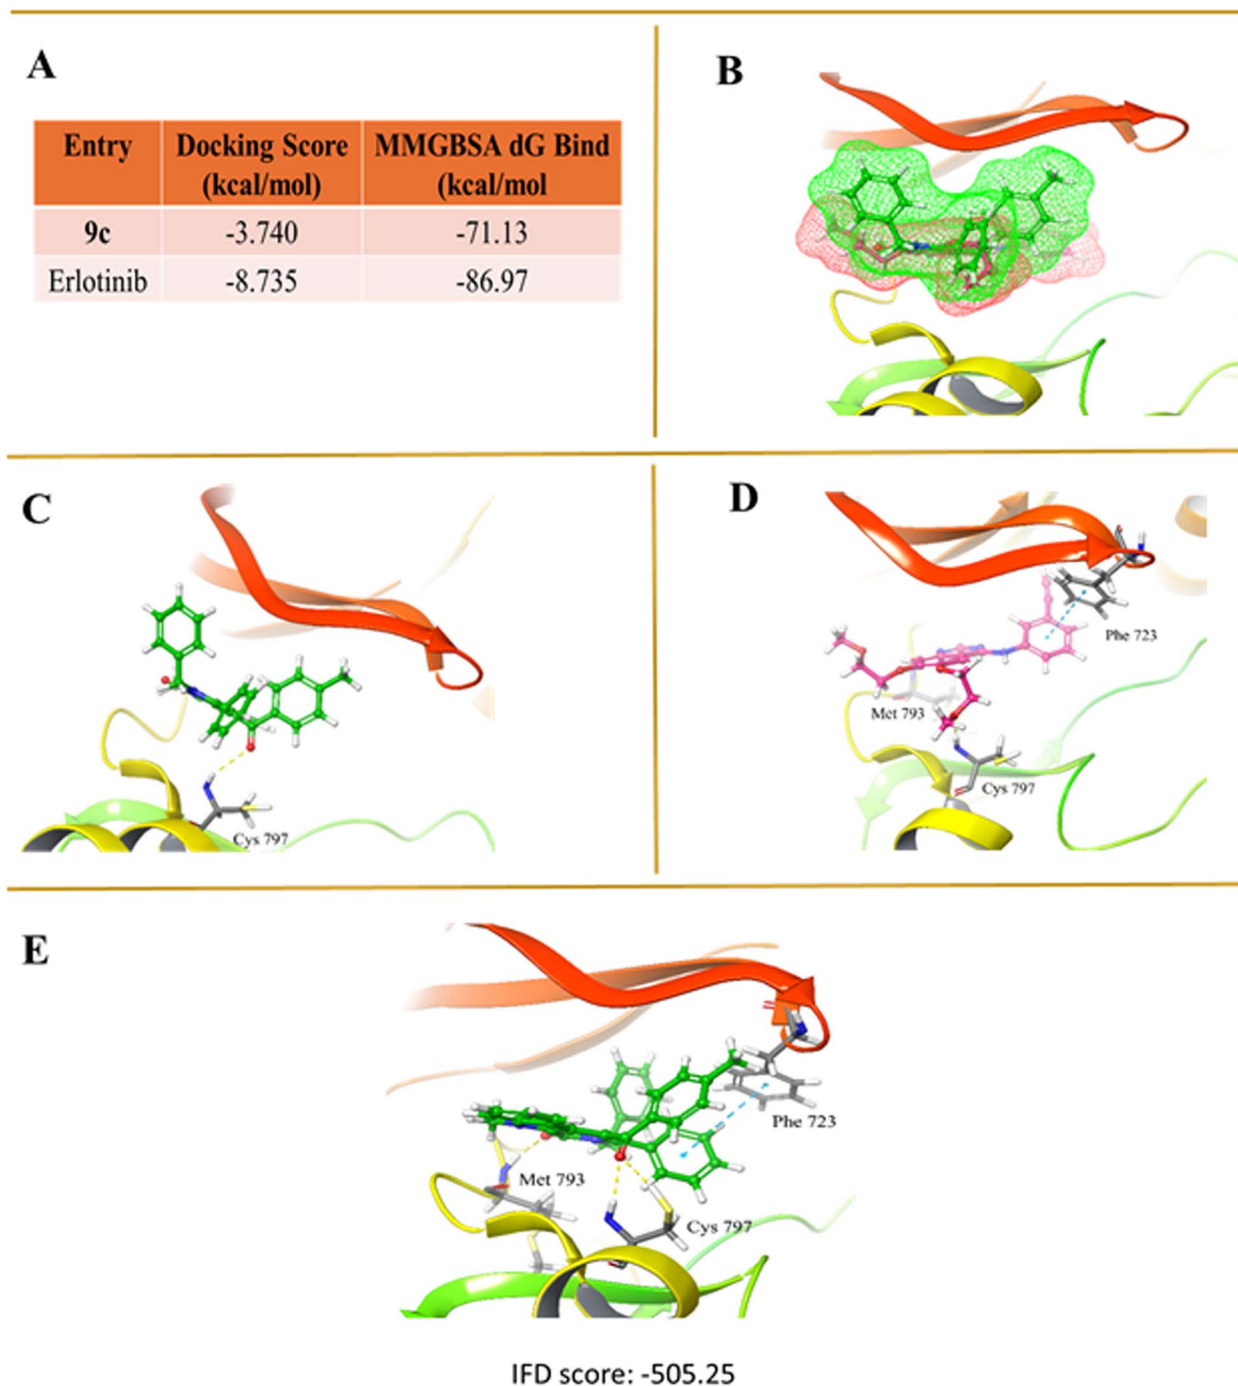 A
Entry Docking Score (kcal/mol) MMGBSA dG Bind (kcal/mol
9c -3.740 -71.13
Erlotinib -8.735 -86.97
B
C
Cys 797
D
Phe 723
Met 793
Cys 797
E
Phe 723
Met 793
Cys 797
IFD score: -505.25